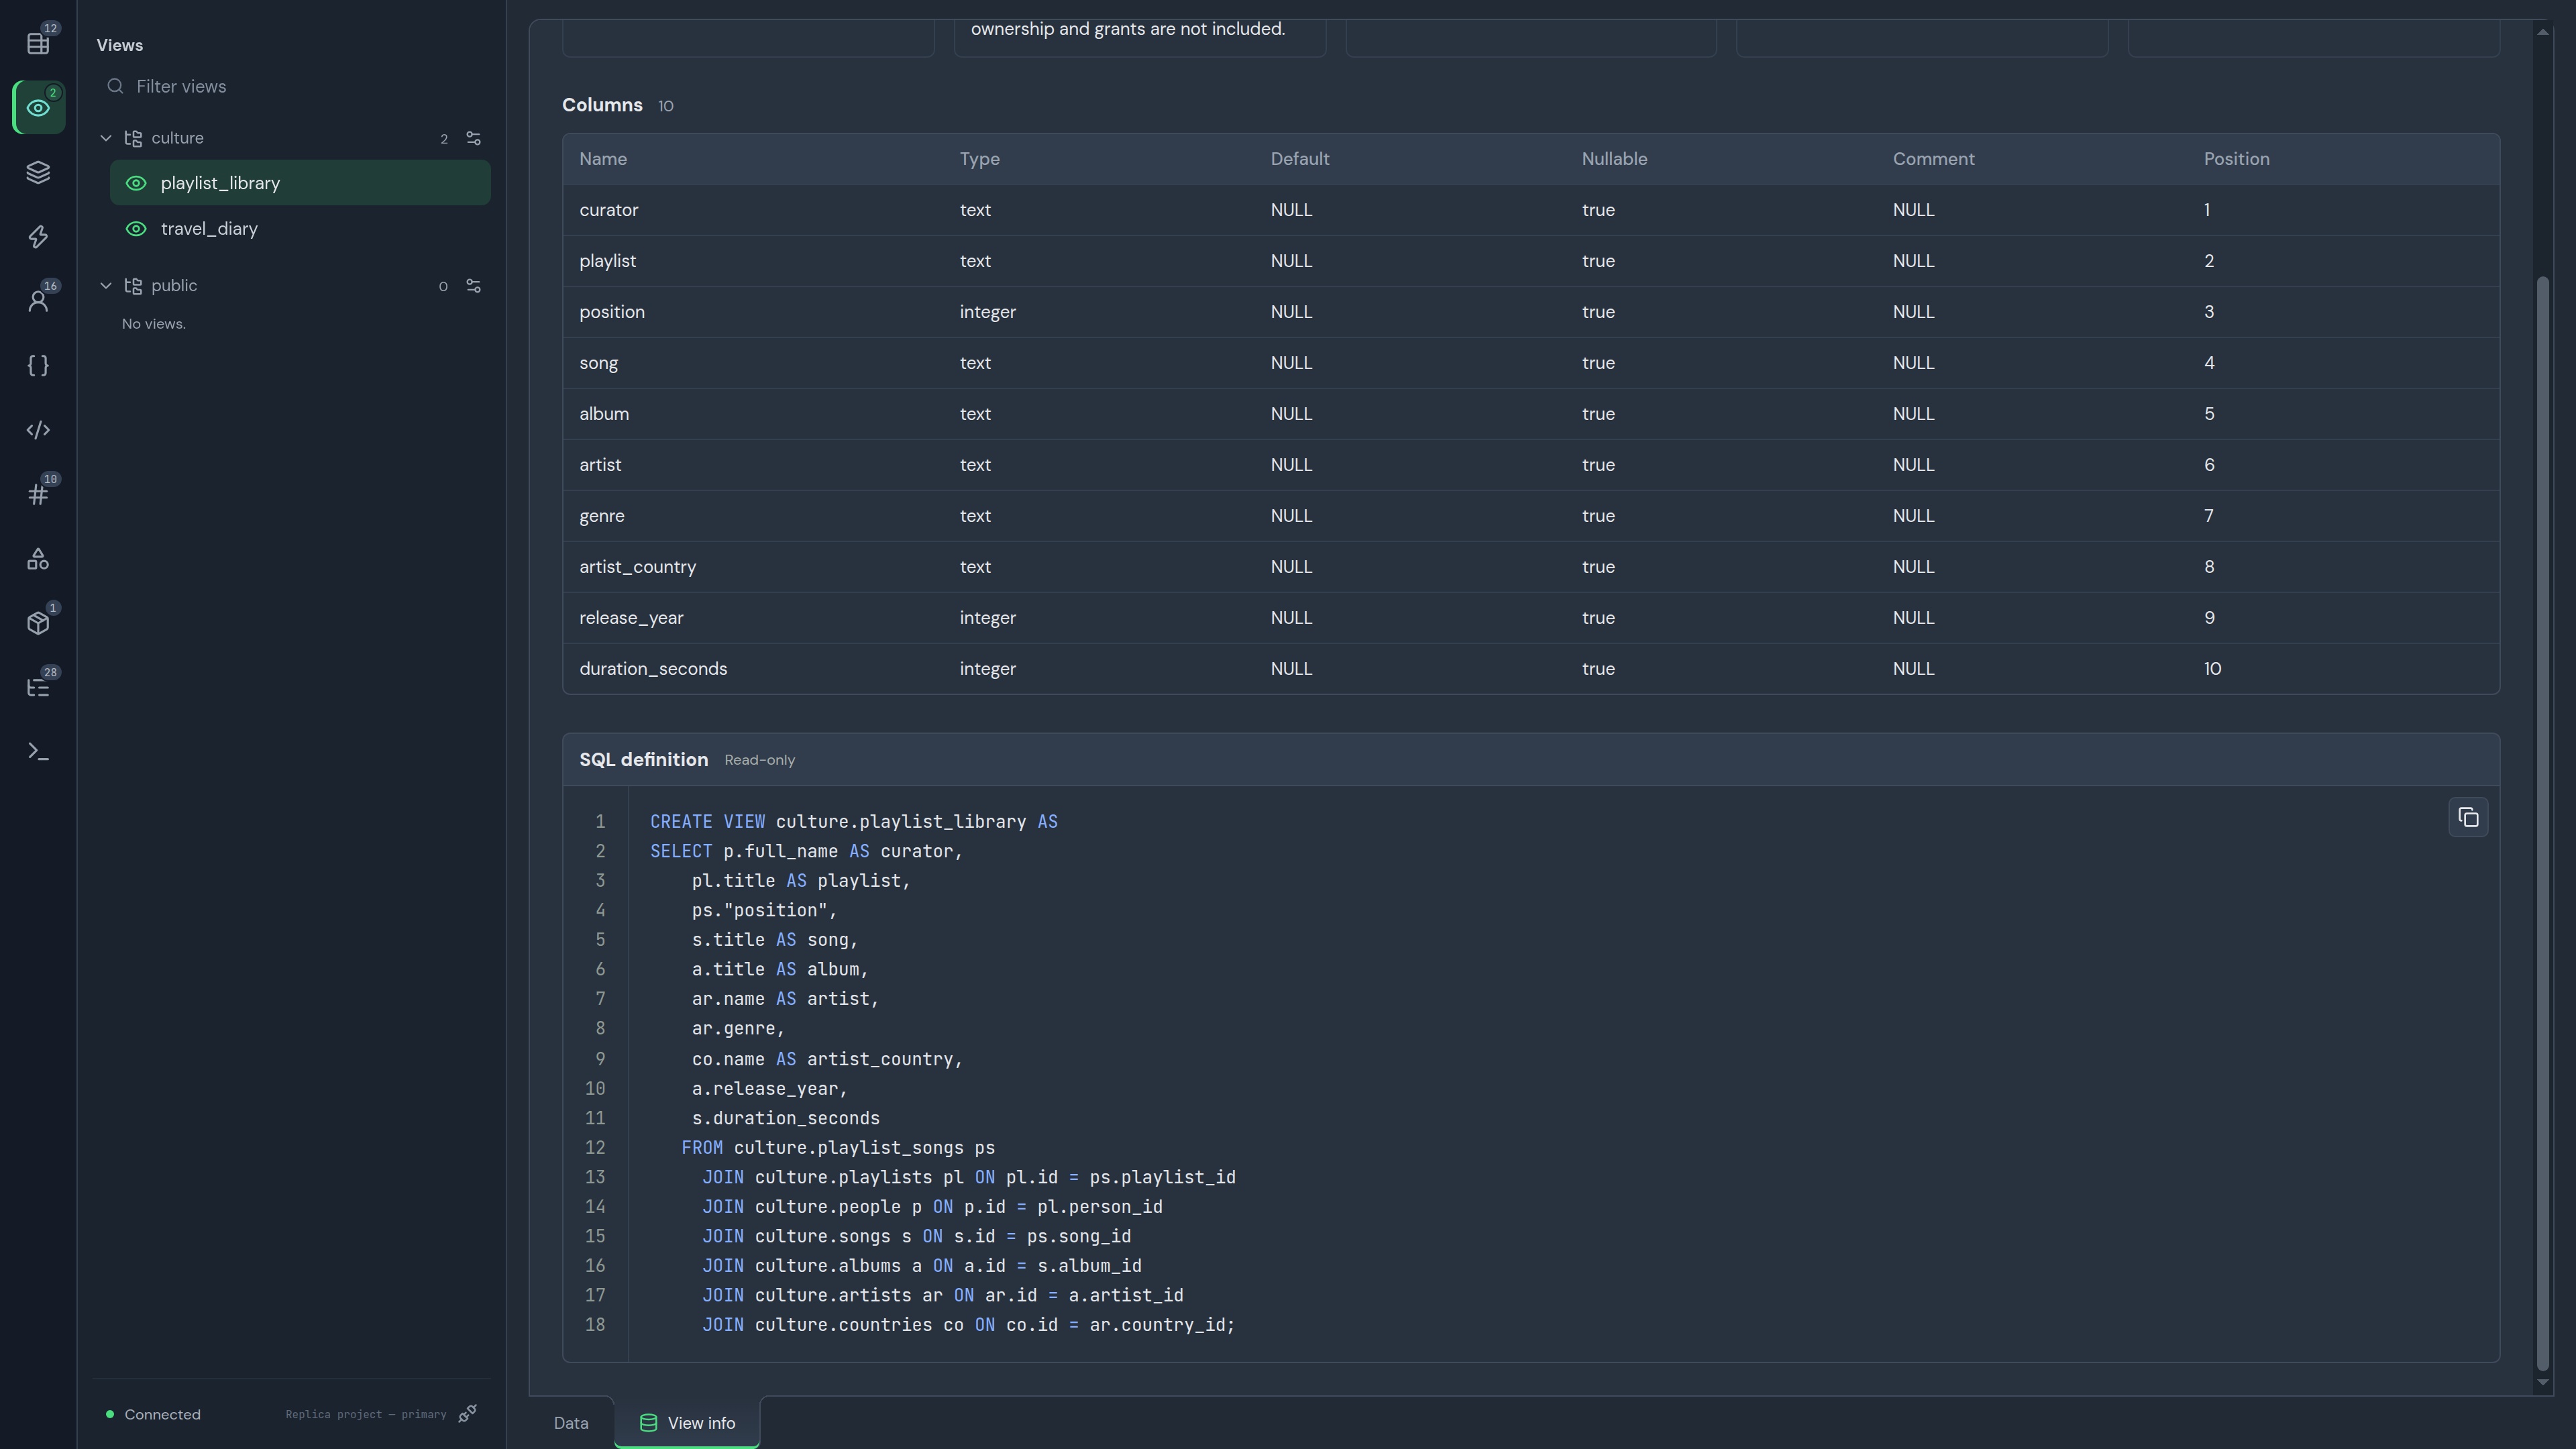 12
2
16
10
1
28
Views
Filter views
culture 2
playlist_library
travel_diary
public 0
No views.
Connected Replica project — primary
ownership and grants are not included.
Columns 10
Name Type Default Nullable Comment Position
curator text NULL true NULL 1
playlist text NULL true NULL 2
position integer NULL true NULL 3
song text NULL true NULL 4
album text NULL true NULL 5
artist text NULL true NULL 6
genre text NULL true NULL 7
artist_country text NULL true NULL 8
release_year integer NULL true NULL 9
duration_seconds integer NULL true NULL 10
SQL definition Read-only
1 CREATE VIEW culture.playlist_library AS
2 SELECT p.full_name AS curator,
3 pl.title AS playlist,
4 ps."position",
5 s.title AS song,
6 a.title AS album,
7 ar.name AS artist,
8 ar.genre,
9 co.name AS artist_country,
10 a.release_year,
11 s.duration_seconds
12 FROM culture.playlist_songs ps
13 JOIN culture.playlists pl ON pl.id = ps.playlist_id
14 JOIN culture.people p ON p.id = pl.person_id
15 JOIN culture.songs s ON s.id = ps.song_id
16 JOIN culture.albums a ON a.id = s.album_id
17 JOIN culture.artists ar ON ar.id = a.artist_id
18 JOIN culture.countries co ON co.id = ar.country_id;
Data View info